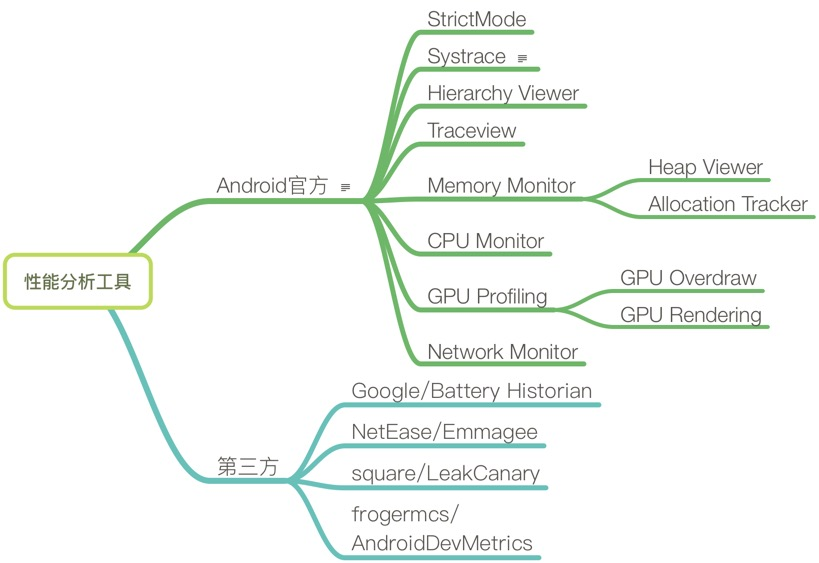 性能分析工具
Android官方
StrictMode
Systrace
Hierarchy Viewer
Traceview
Memory Monitor
Heap Viewer
Allocation Tracker
CPU Monitor
GPU Profiling
GPU Overdraw
GPU Rendering
Network Monitor
第三方
Google/Battery Historian
NetEase/Emmagee
square/LeakCanary
frogermcs/
AndroidDevMetrics